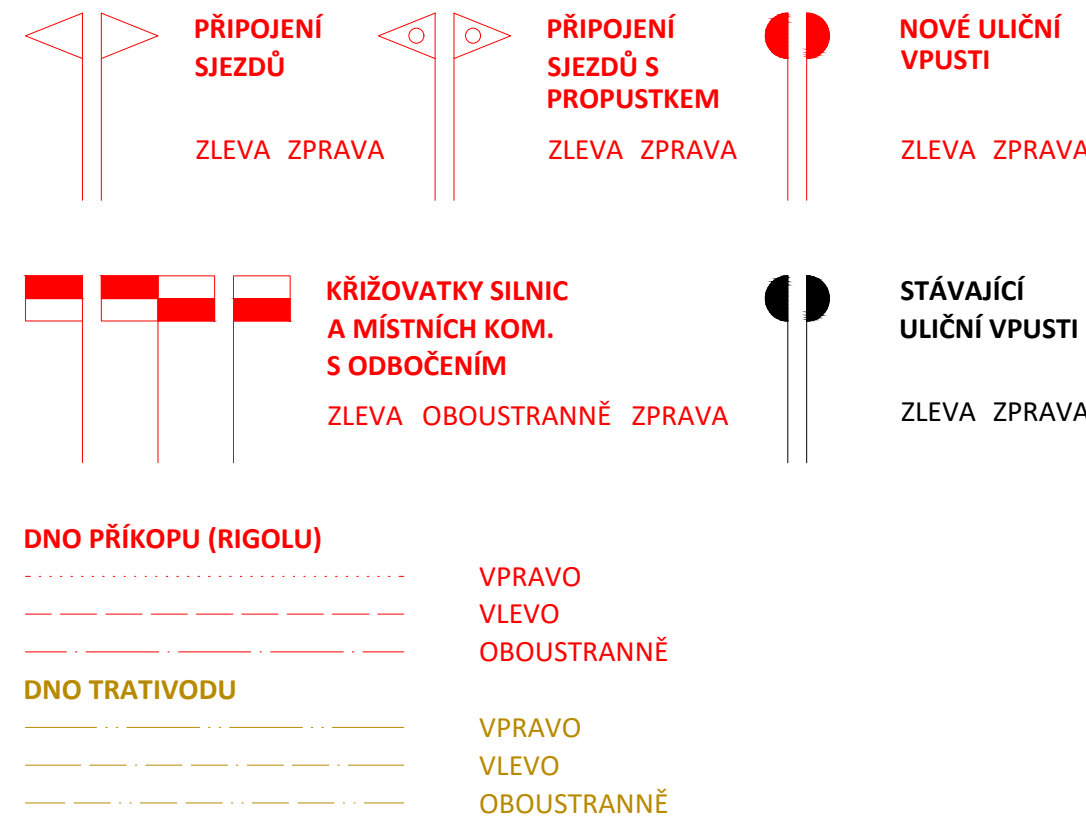 PŘIPOJENÍ
SJEZDŮ
ZLEVA ZPRAVA
PŘIPOJENÍ
SJEZDŮ S
PROPUSTKEM
ZLEVA ZPRAVA
NOVÉ ULIČNÍ
VPUSTI
ZLEVA ZPRAVA
KŘIŽOVATKY SILNIC
A MÍSTNÍCH KOM.
S ODBOČENÍM
ZLEVA OBOUSTRANNĚ ZPRAVA
STÁVAJÍCÍ
ULIČNÍ VPUSTI
ZLEVA ZPRAVA
DNO PŘÍKOPU (RIGOLU)
VPRAVO
VLEVO
OBOUSTRANNĚ
DNO TRATIVODU
VPRAVO
VLEVO
OBOUSTRANNĚ